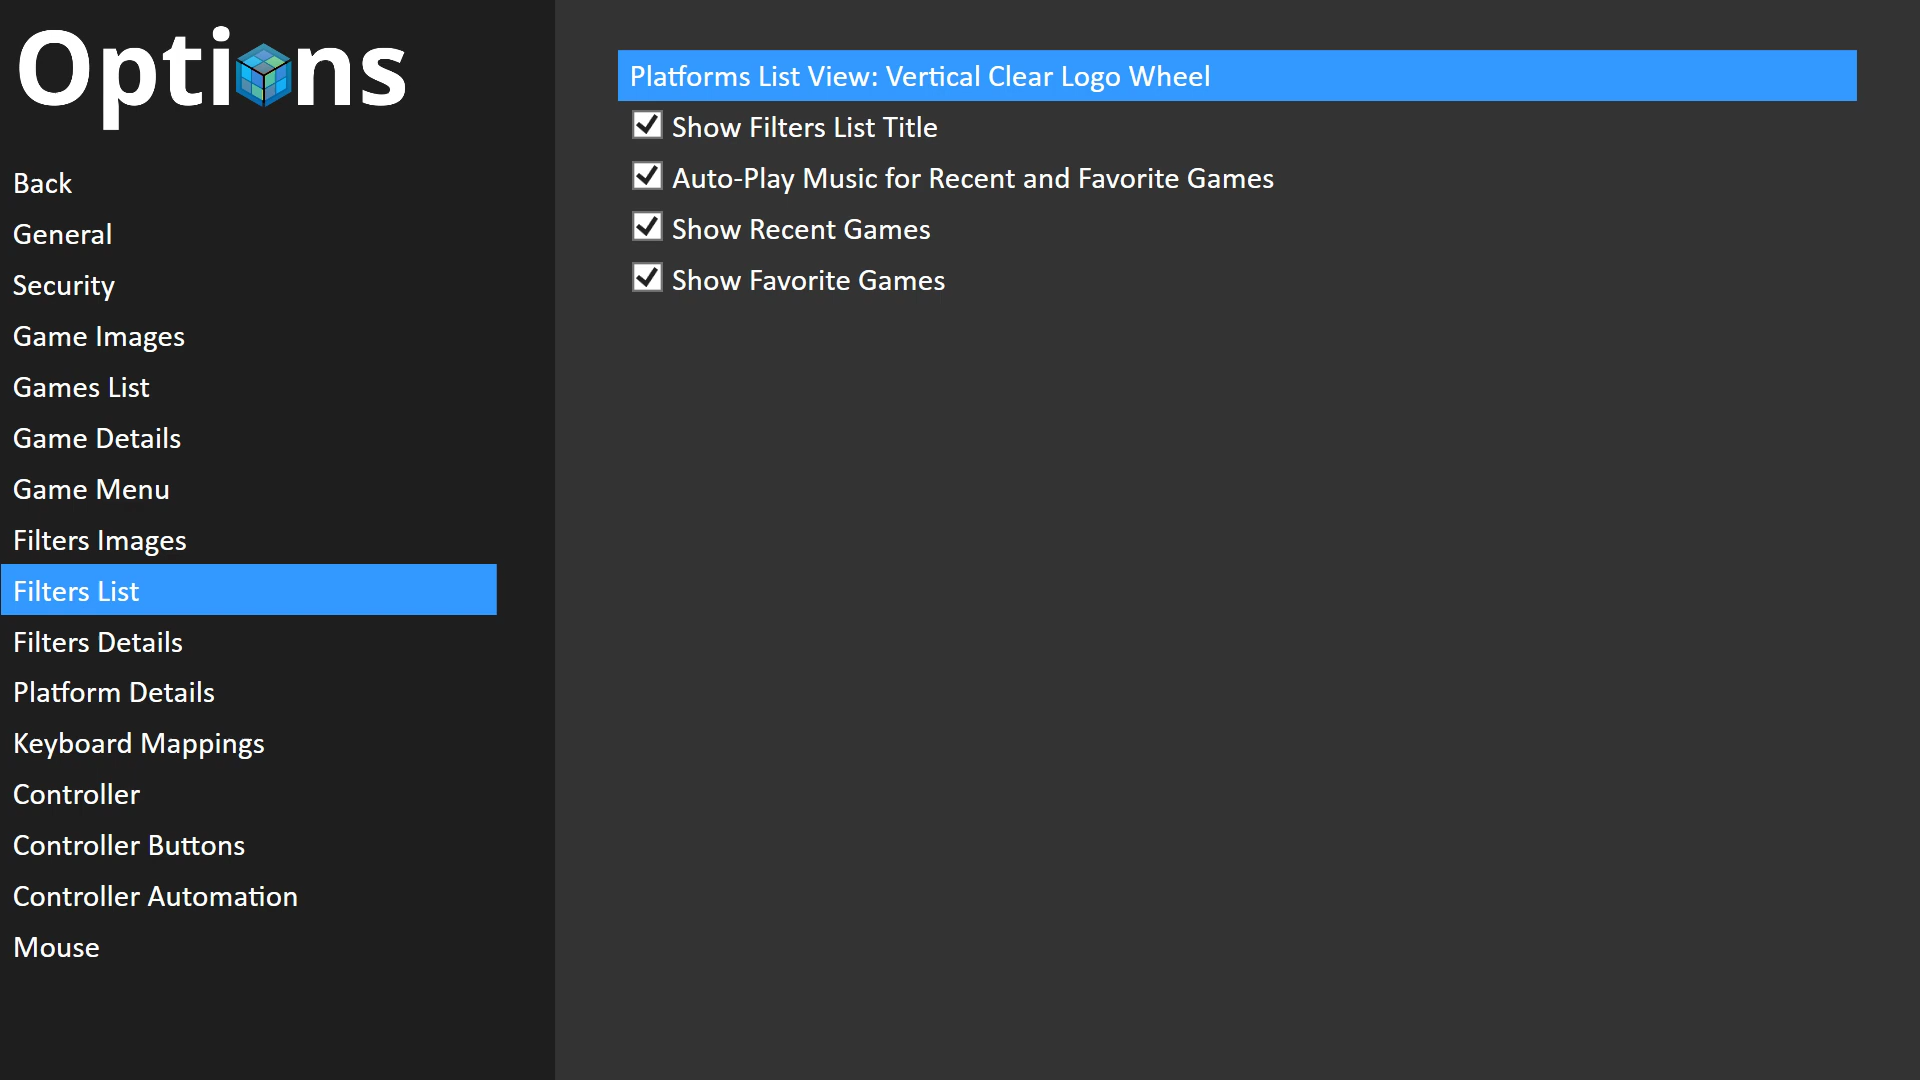 Options
Back
General
Security
Game Images
Games List
Game Details
Game Menu
Filters Images
Filters List
Filters Details
Platform Details
Keyboard Mappings
Controller
Controller Buttons
Controller Automation
Mouse
Platforms List View: Vertical Clear Logo Wheel
Show Filters List Title
Auto-Play Music for Recent and Favorite Games
Show Recent Games
Show Favorite Games